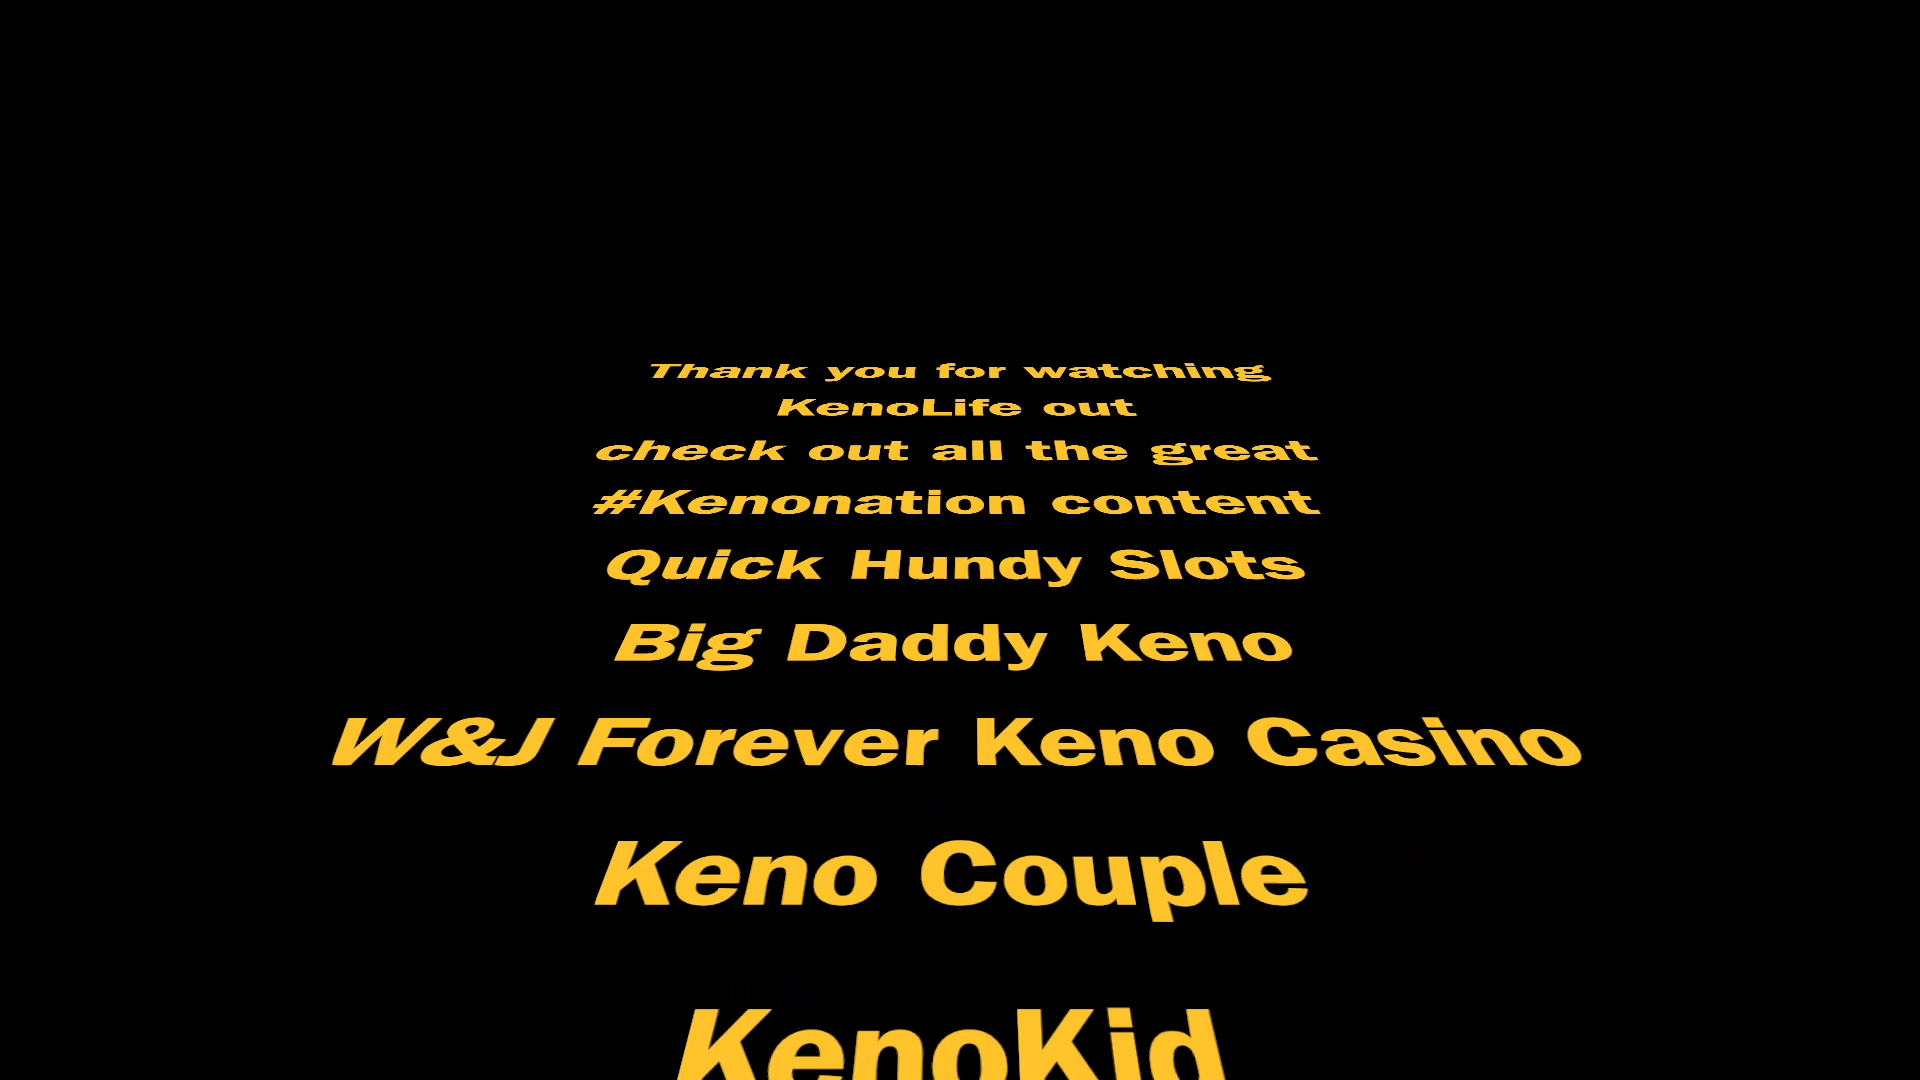 Thank you for watching
KenoLife out
check out all the great
#Kenonation content
Quick Hundy Slots
Big Daddy Keno
W&J Forever Keno Casino
Keno Couple
KenoKid